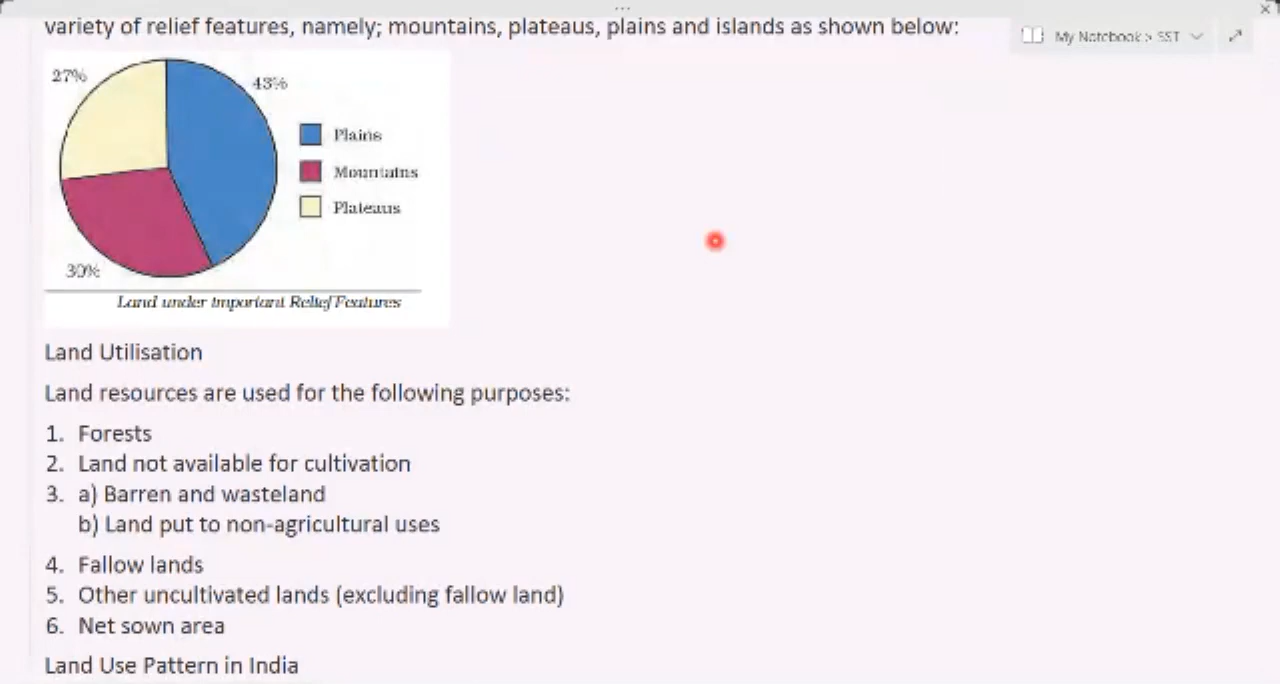 variety of relief features, namely; mountains, plateaus, plains and islands as shown below:
My Notebook > SST
27%
43%
Plains
Mountains
Plateaus
30%
Land under important Relief Features
Land Utilisation
Land resources are used for the following purposes:
1. Forests
2. Land not available for cultivation
3. a) Barren and wasteland
b) Land put to non-agricultural uses
4. Fallow lands
5. Other uncultivated lands (excluding fallow land)
6. Net sown area
Land Use Pattern in India